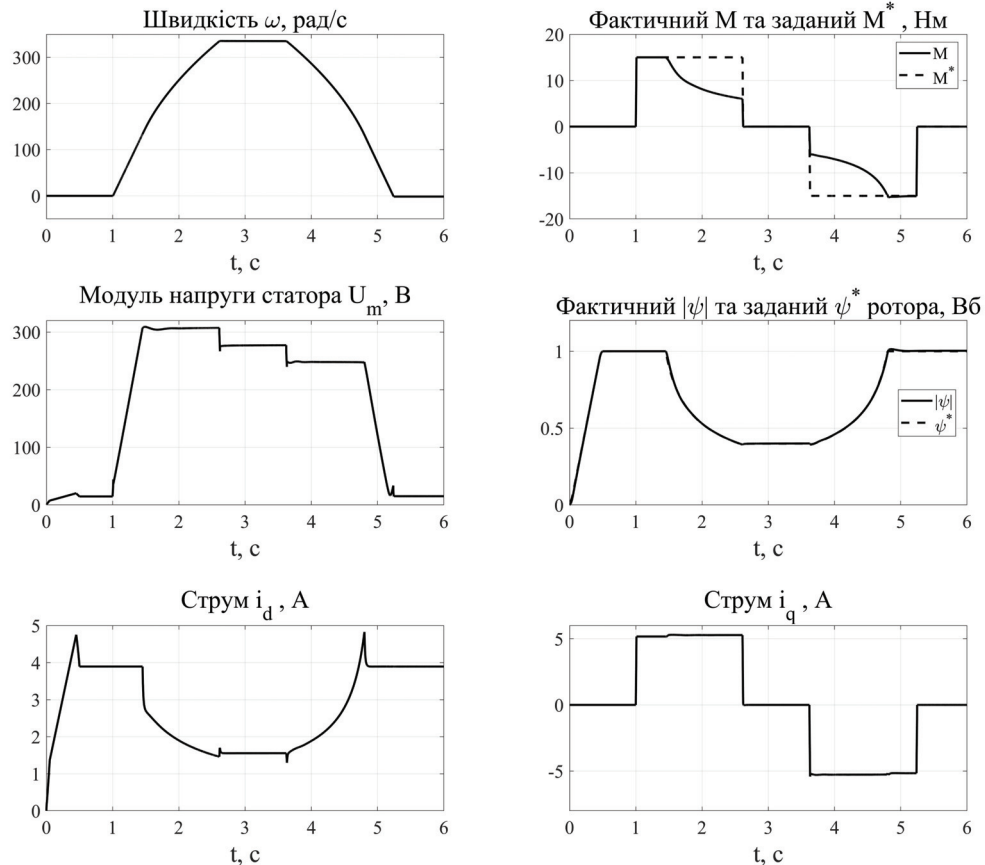 Швидкість ω, рад/с
300
200
100
0
0 1 2 3 4 5 6
t, с
Фактичний M та заданий M* , Нм
20
10
0
-10
-20
0 1 2 3 4 5 6
t, с
M
M*
Модуль напруги статора U_m, В
300
200
100
0
0 1 2 3 4 5 6
t, с
Фактичний |ψ| та заданий ψ* ротора, Вб
1
0.5
0
0 1 2 3 4 5 6
t, с
|ψ|
ψ*
Струм i_d , А
5
4
3
2
1
0
0 1 2 3 4 5 6
t, с
Струм i_q , А
5
0
-5
0 1 2 3 4 5 6
t, с